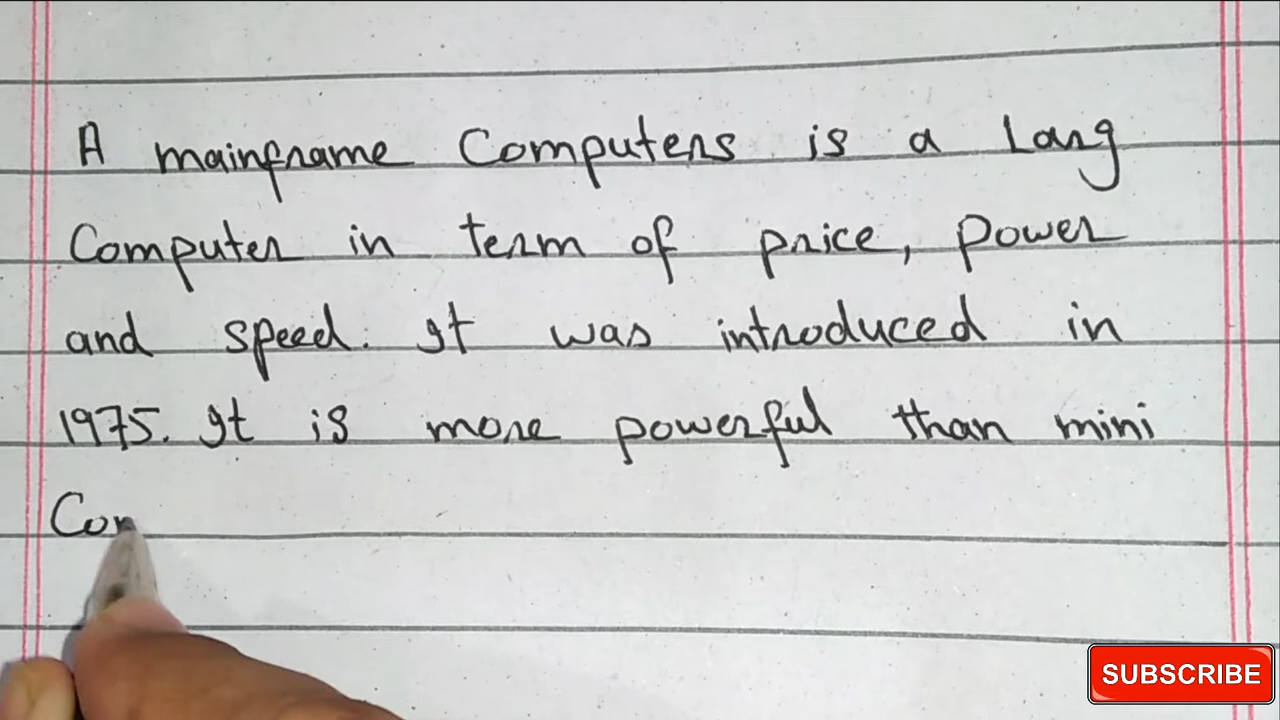 A mainframe Computers is a Larg
Computer in term of price, Power
and speed. It was introduced in
1975. It is more powerful than mini
Com
SUBSCRIBE